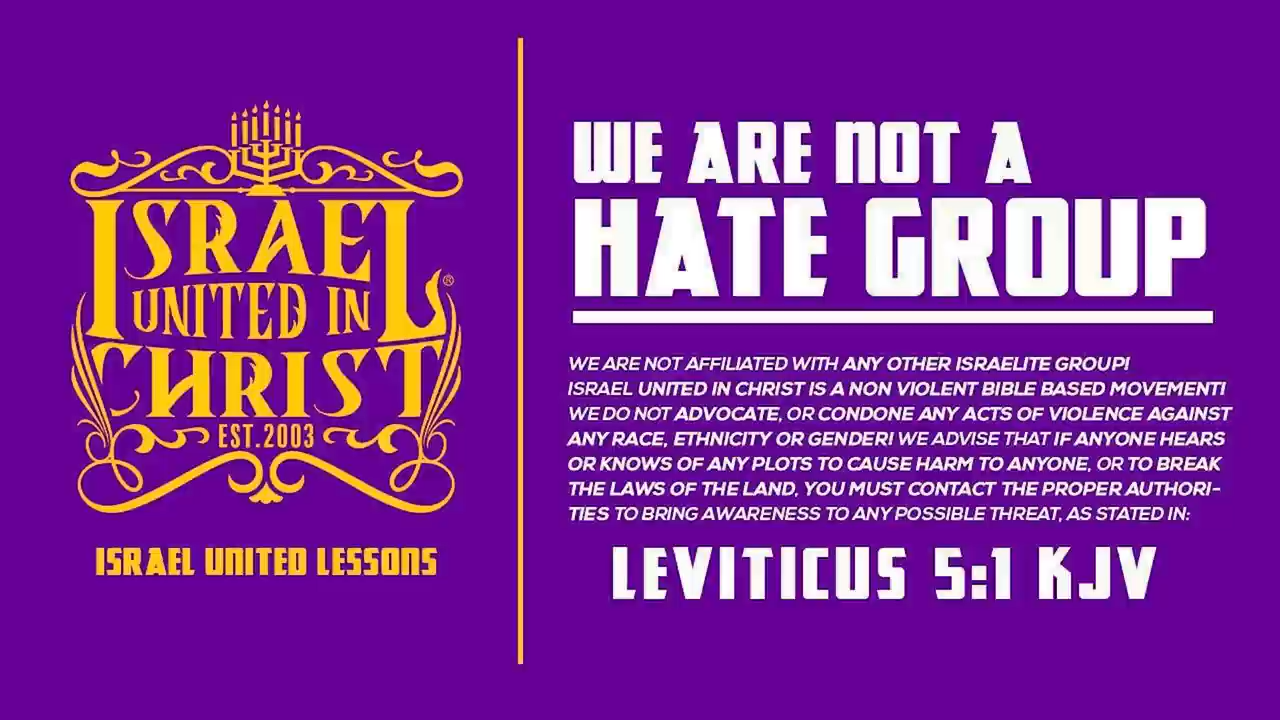 ISRAEL
UNITED IN
CHRIST
®
EST.2003
ISRAEL UNITED LESSONS
WE ARE NOT A
HATE GROUP
WE ARE NOT AFFILIATED WITH ANY OTHER ISRAELITE GROUP!
ISRAEL UNITED IN CHRIST IS A NON VIOLENT BIBLE BASED MOVEMENT!
WE DO NOT ADVOCATE, OR CONDONE ANY ACTS OF VIOLENCE AGAINST
ANY RACE, ETHNICITY OR GENDER! WE ADVISE THAT IF ANYONE HEARS
OR KNOWS OF ANY PLOTS TO CAUSE HARM TO ANYONE, OR TO BREAK
THE LAWS OF THE LAND, YOU MUST CONTACT THE PROPER AUTHORI-
TIES TO BRING AWARENESS TO ANY POSSIBLE THREAT, AS STATED IN:
LEVITICUS 5:1 KJV